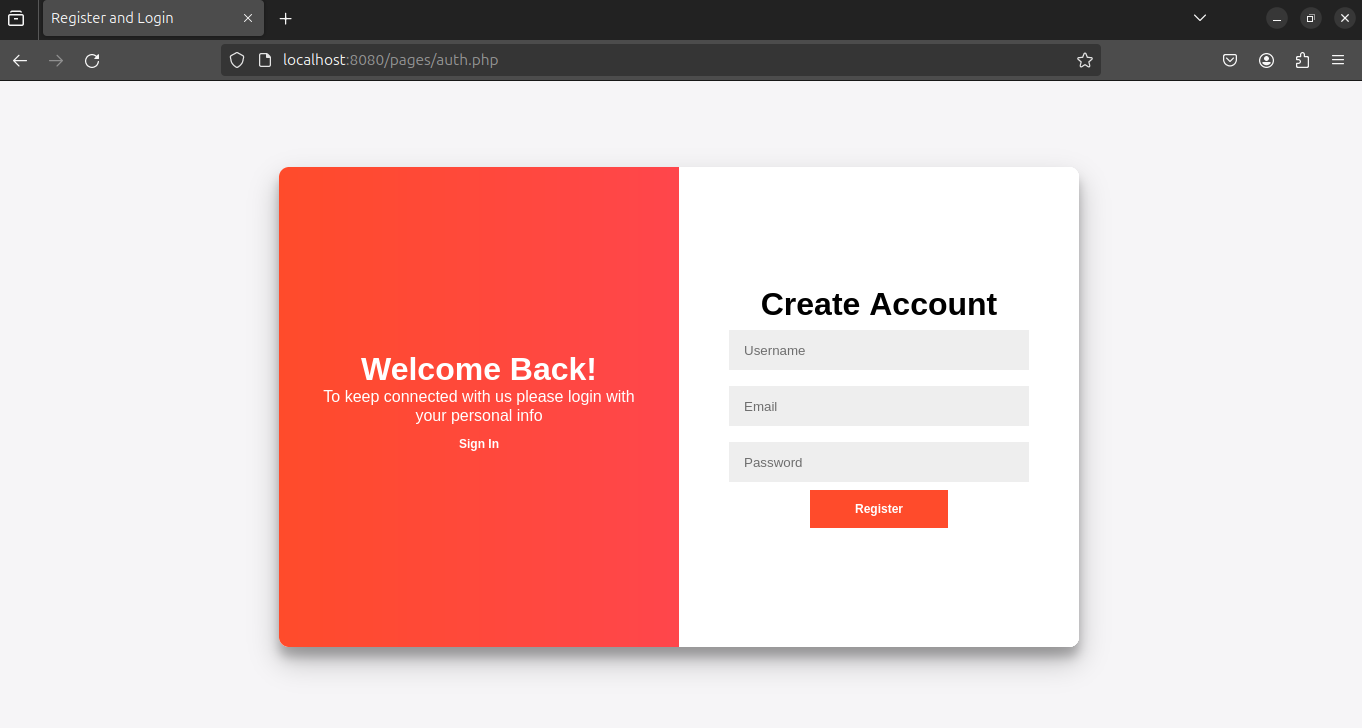 Register and Login
localhost:8080/pages/auth.php
Welcome Back!
To keep connected with us please login with
your personal info
Sign In
Create Account
Username
Email
Password
Register